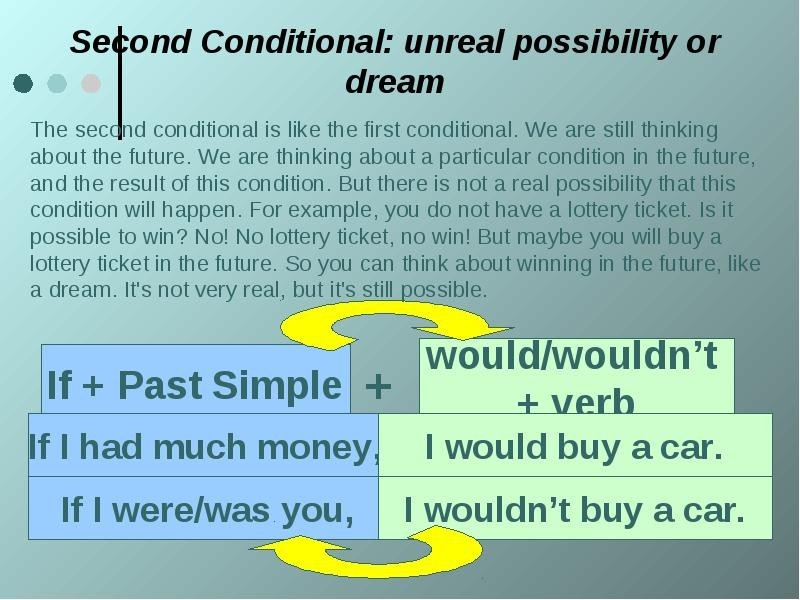 Second Conditional: unreal possibility or
dream
The second conditional is like the first conditional. We are still thinking
about the future. We are thinking about a particular condition in the future,
and the result of this condition. But there is not a real possibility that this
condition will happen. For example, you do not have a lottery ticket. Is it
possible to win? No! No lottery ticket, no win! But maybe you will buy a
lottery ticket in the future. So you can think about winning in the future, like
a dream. It's not very real, but it's still possible.
If + Past Simple + would/wouldn’t
+ verb
If I had much money, I would buy a car.
If I were/was you, I wouldn’t buy a car.